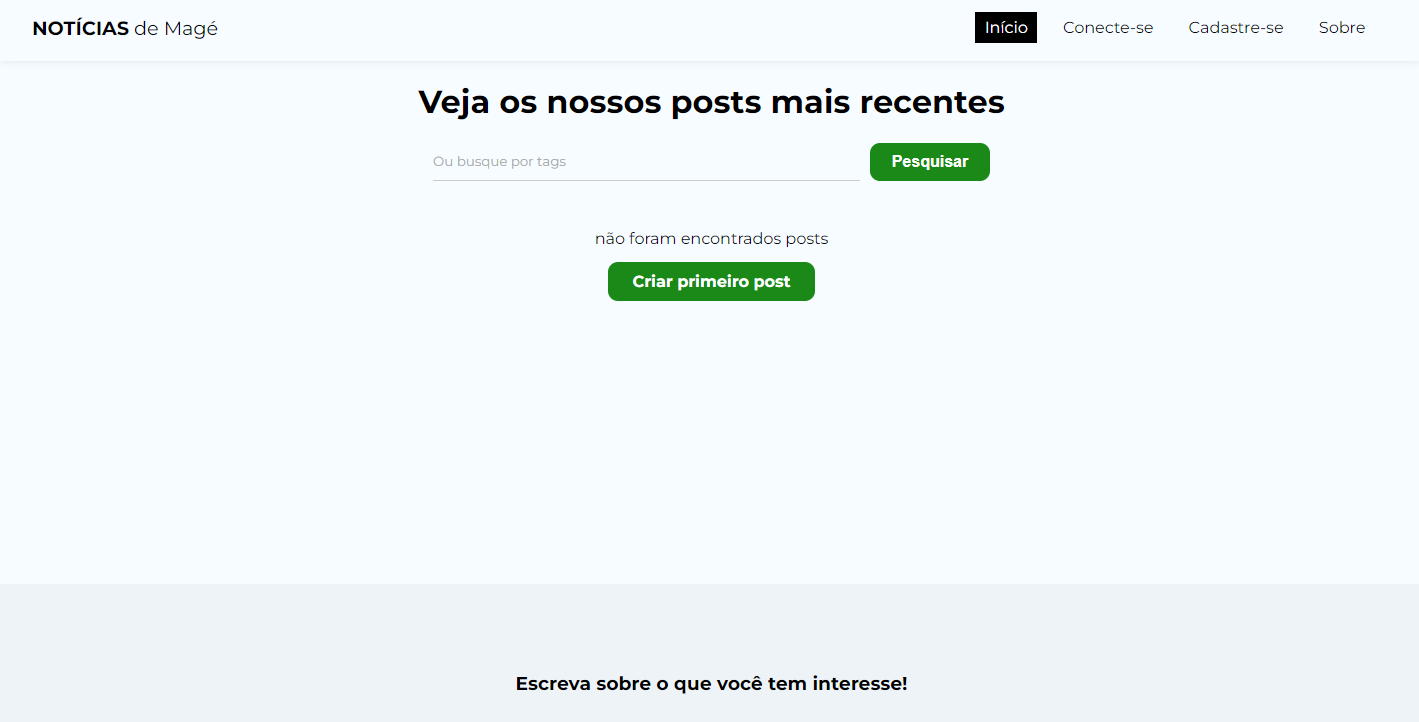 NOTÍCIAS de Magé
Início Conecte-se Cadastre-se Sobre
Veja os nossos posts mais recentes
Ou busque por tags
Pesquisar
não foram encontrados posts
Criar primeiro post
Escreva sobre o que você tem interesse!